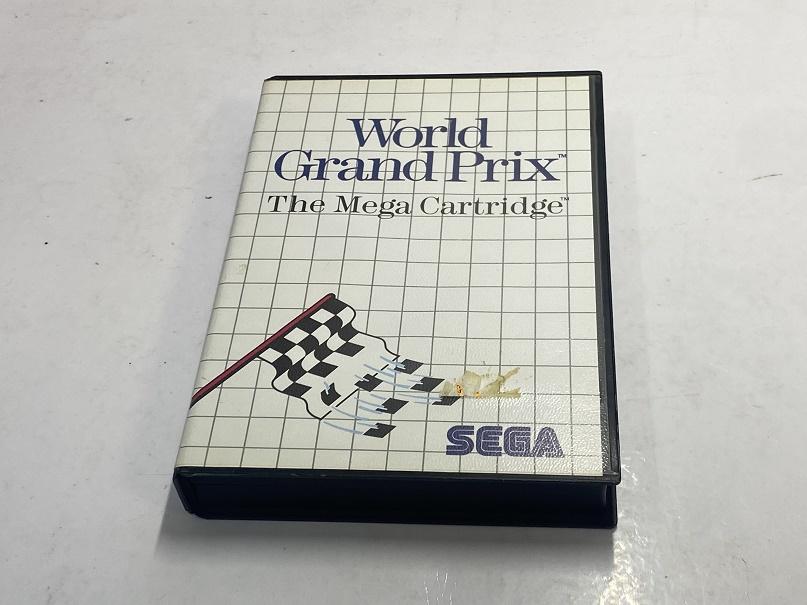 World
Grand Prix™
The Mega Cartridge™
SEGA